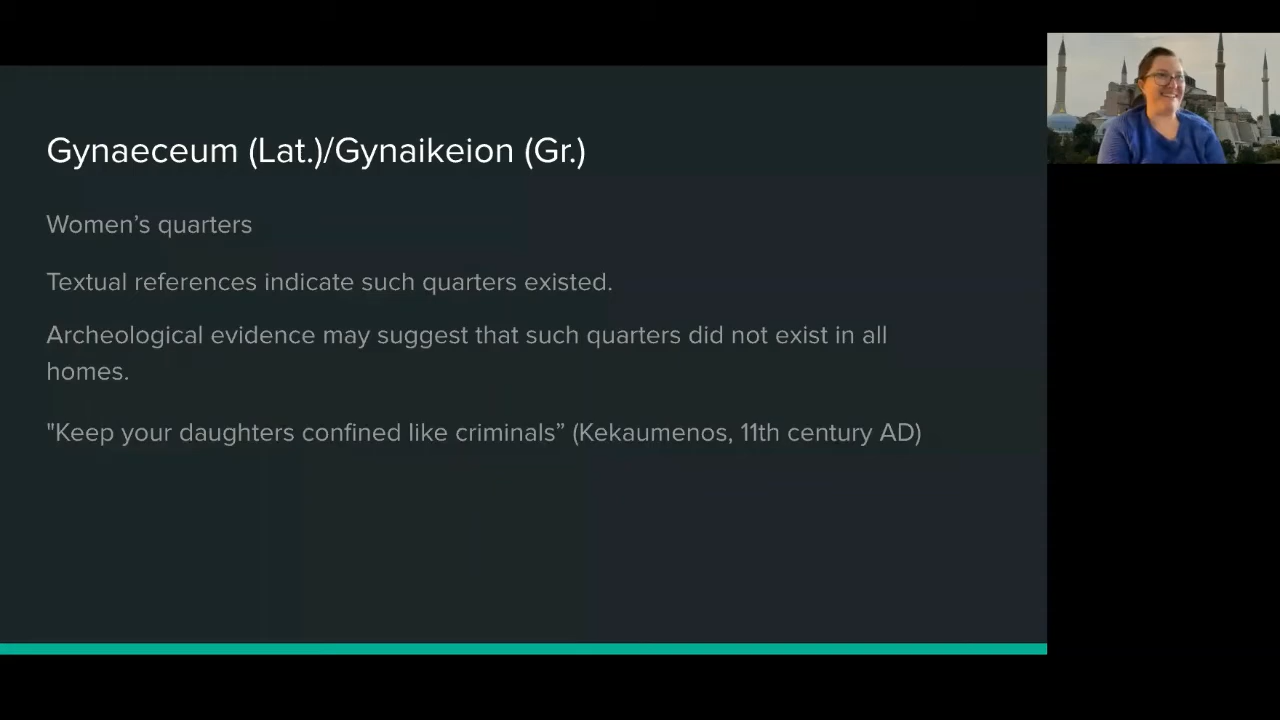 Gynaeceum (Lat.)/Gynaikeion (Gr.)
Women’s quarters
Textual references indicate such quarters existed.
Archeological evidence may suggest that such quarters did not exist in all
homes.
"Keep your daughters confined like criminals” (Kekaumenos, 11th century AD)